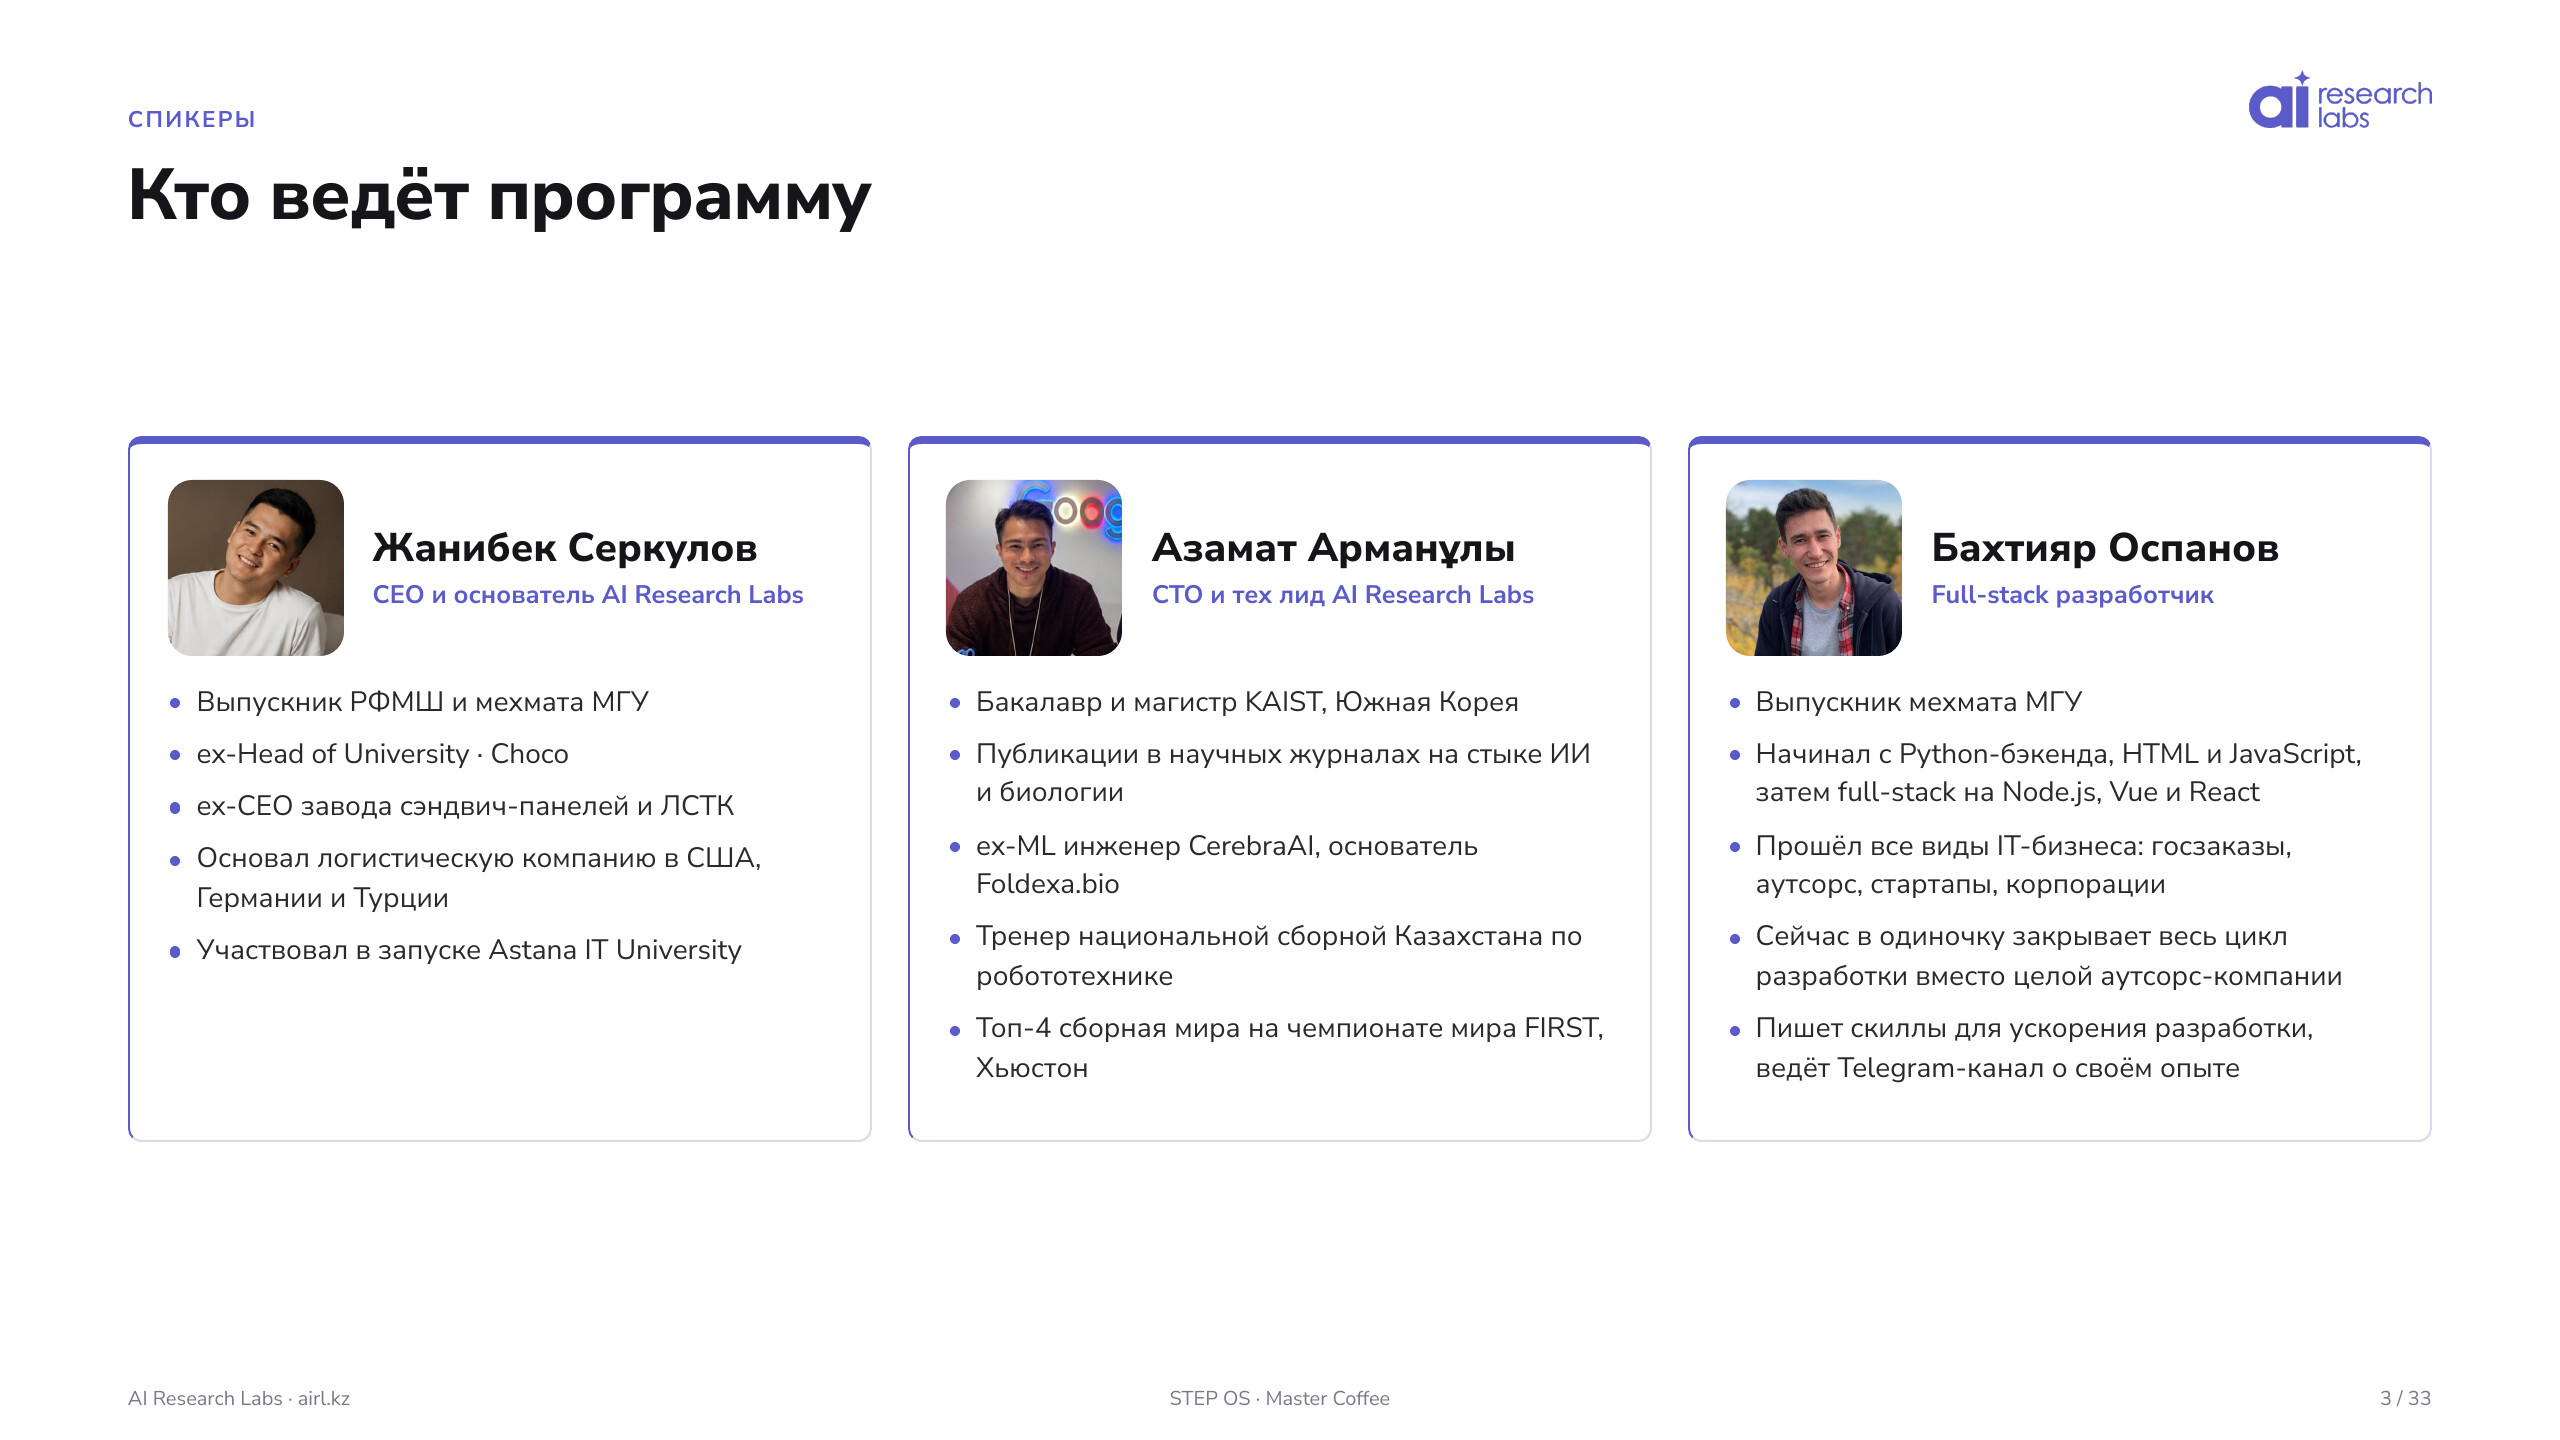 СПИКЕРЫ
ai research labs
Кто ведёт программу
Жанибек Серкулов
CEO и основатель AI Research Labs
Выпускник РФМШ и мехмата МГУ
ex-Head of University · Choco
ex-CEO завода сэндвич-панелей и ЛСТК
Основал логистическую компанию в США,
Германии и Турции
Участвовал в запуске Astana IT University
Goog
Азамат Арманұлы
CTO и тех лид AI Research Labs
Бакалавр и магистр KAIST, Южная Корея
Публикации в научных журналах на стыке ИИ
и биологии
ex-ML инженер CerebraAI, основатель
Foldexa.bio
Тренер национальной сборной Казахстана по
робототехнике
Топ-4 сборная мира на чемпионате мира FIRST,
Хьюстон
Бахтияр Оспанов
Full-stack разработчик
Выпускник мехмата МГУ
Начинал с Python-бэкенда, HTML и JavaScript,
затем full-stack на Node.js, Vue и React
Прошёл все виды IT-бизнеса: госзаказы,
аутсорс, стартапы, корпорации
Сейчас в одиночку закрывает весь цикл
разработки вместо целой аутсорс-компании
Пишет скиллы для ускорения разработки,
ведёт Telegram-канал о своём опыте
AI Research Labs · airl.kz
STEP OS · Master Coffee
3 / 33